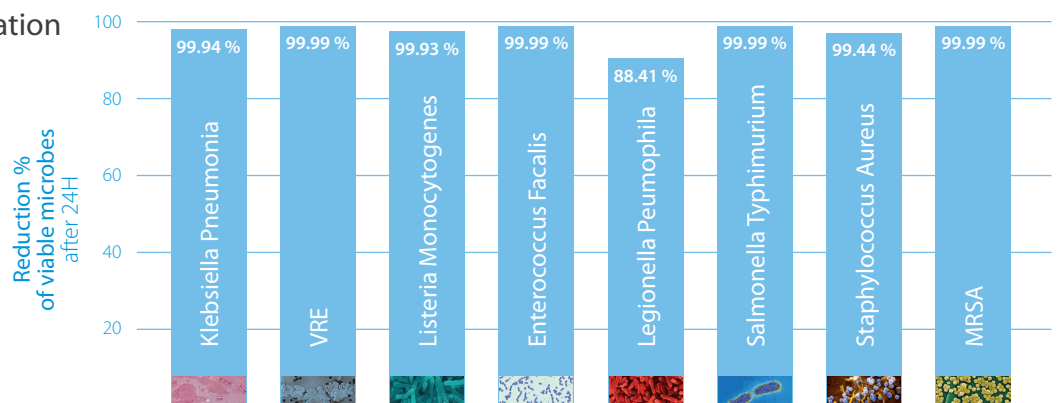 ation
100
80
60
40
20
Reduction %
of viable microbes
after 24H
99.94 %
Klebsiella Pneumonia
99.99 %
VRE
99.93 %
Listeria Monocytogenes
99.99 %
Enterococcus Facalis
88.41 %
Legionella Peumophila
99.99 %
Salmonella Typhimurium
99.44 %
Staphylococcus Aureus
99.99 %
MRSA